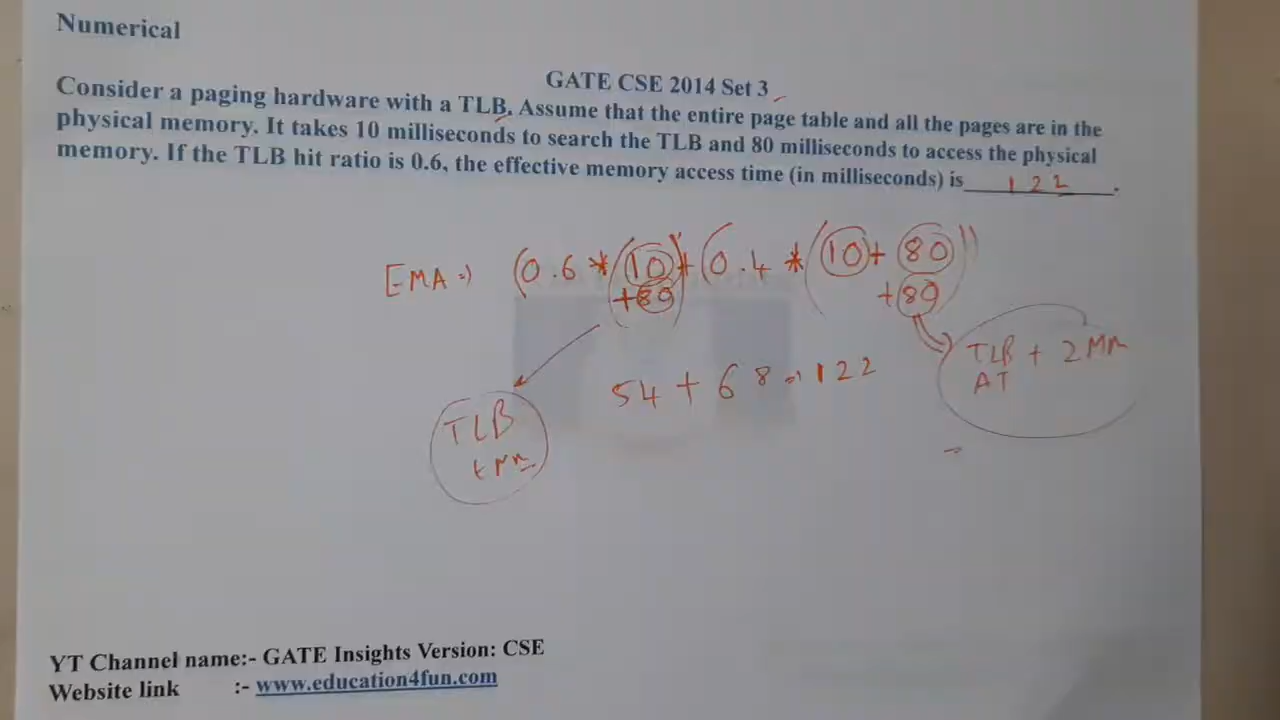 Numerical
GATE CSE 2014 Set 3
Consider a paging hardware with a TLB. Assume that the entire page table and all the pages are in the
physical memory. It takes 10 milliseconds to search the TLB and 80 milliseconds to access the physical
memory. If the TLB hit ratio is 0.6, the effective memory access time (in milliseconds) is 122.
EMA => (0.6 * (10) + (0.4 * (10 + 80))
+80 +80
TLB + 2MM
AT
54 + 68 => 122
TLB
+ MM
YT Channel name:- GATE Insights Version: CSE
Website link :- www.education4fun.com